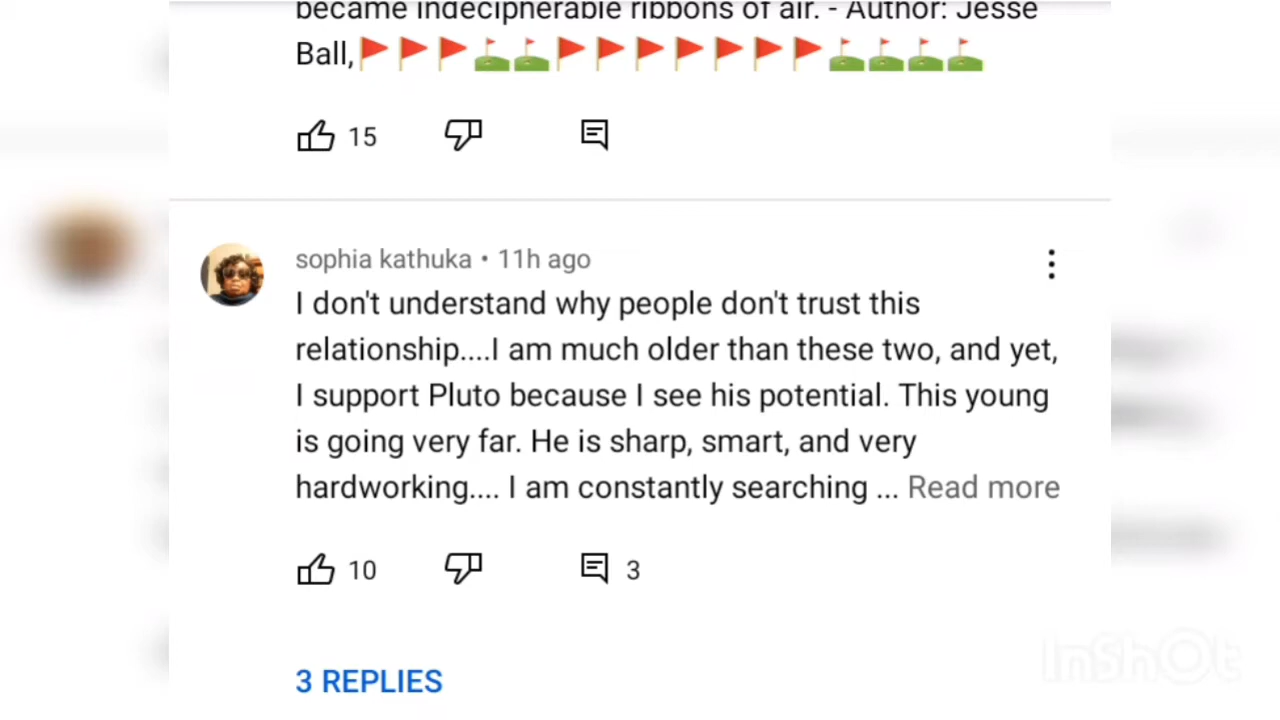 became indecipherable ribbons of air. - Author: Jesse
Ball,🚩🚩🚩⛳⛳🚩🚩🚩🚩🚩🚩🚩⛳⛳⛳⛳
15
sophia kathuka • 11h ago
I don't understand why people don't trust this
relationship....I am much older than these two, and yet,
I support Pluto because I see his potential. This young
is going very far. He is sharp, smart, and very
hardworking.... I am constantly searching ... Read more
10 3
3 REPLIES
InShOt